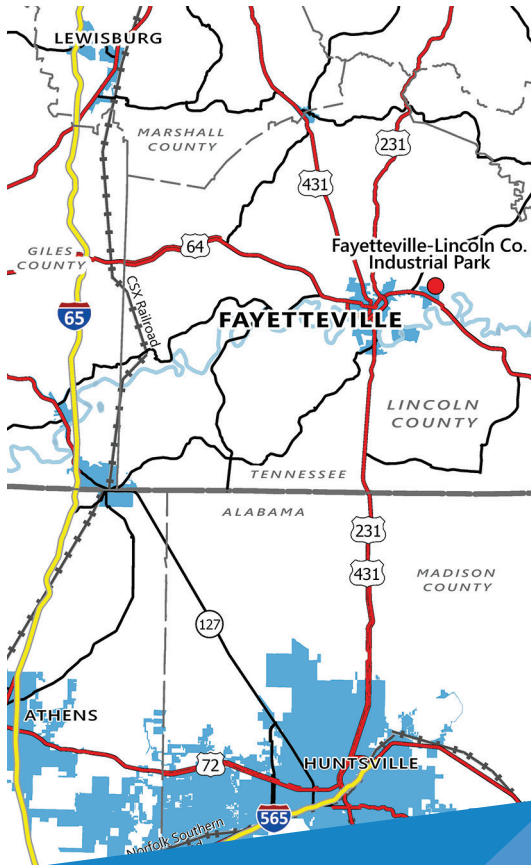 LEWISBURG
MARSHALL
COUNTY
231
431
64
GILES
COUNTY
Fayetteville-Lincoln Co.
Industrial Park
CSX Railroad
65
FAYETTEVILLE
LINCOLN
COUNTY
TENNESSEE
ALABAMA
231
431
MADISON
COUNTY
127
ATHENS
72
HUNTSVILLE
565
Norfolk Southern